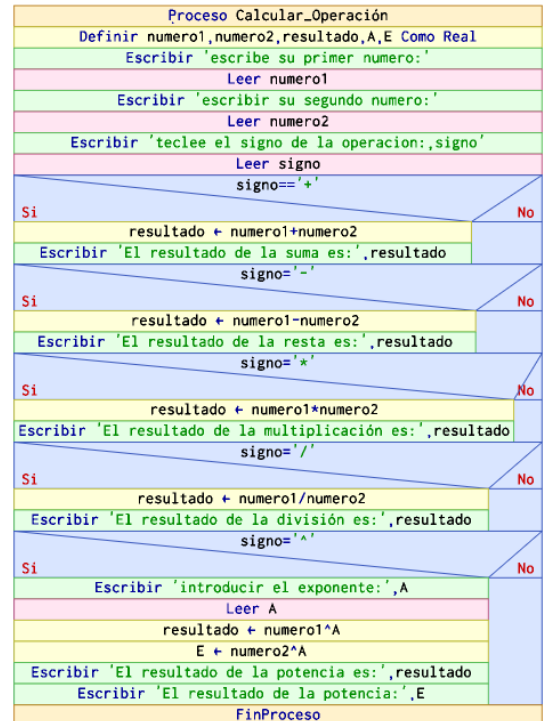 Proceso Calcular_Operación
Definir numero1,numero2,resultado,A,E Como Real
Escribir 'escribe su primer numero:'
Leer numero1
Escribir 'escribir su segundo numero:'
Leer numero2
Escribir 'teclee el signo de la operacion:,signo'
Leer signo
signo=='+'
Si No
resultado ← numero1+numero2
Escribir 'El resultado de la suma es:',resultado
signo='-'
Si No
resultado ← numero1-numero2
Escribir 'El resultado de la resta es:',resultado
signo='*'
Si No
resultado ← numero1*numero2
Escribir 'El resultado de la multiplicación es:',resultado
signo='/'
Si No
resultado ← numero1/numero2
Escribir 'El resultado de la división es:',resultado
signo='^'
Si No
Escribir 'introducir el exponente:',A
Leer A
resultado ← numero1^A
E ← numero2^A
Escribir 'El resultado de la potencia es:',resultado
Escribir 'El resultado de la potencia:',E
FinProceso